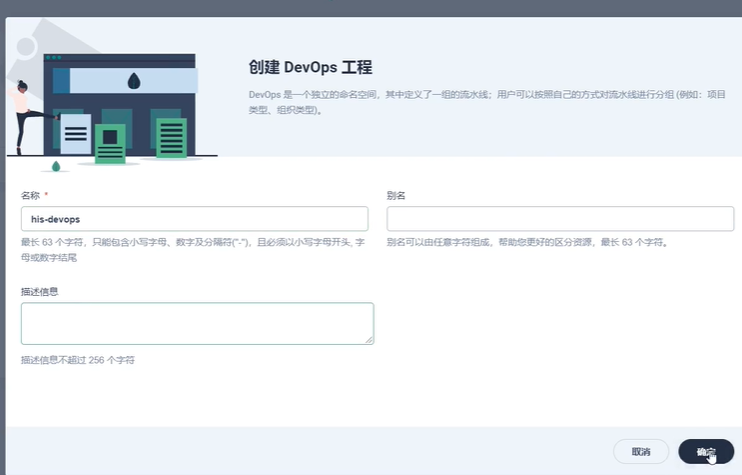 创建 DevOps 工程
DevOps 是一个独立的命名空间，其中定义了一组的流水线；用户可以按照自己的方式对流水线进行分组 (例如：项目
类型、组织类型)。
名称 *
别名
his-devops
最长 63 个字符，只能包含小写字母、数字及分隔符("-")，且必须以小写字母开头, 字
母或数字结尾
别名可以由任意字符组成，帮助您更好的区分资源，最长 63 个字符。
描述信息
描述信息不超过 256 个字符
取消
确定